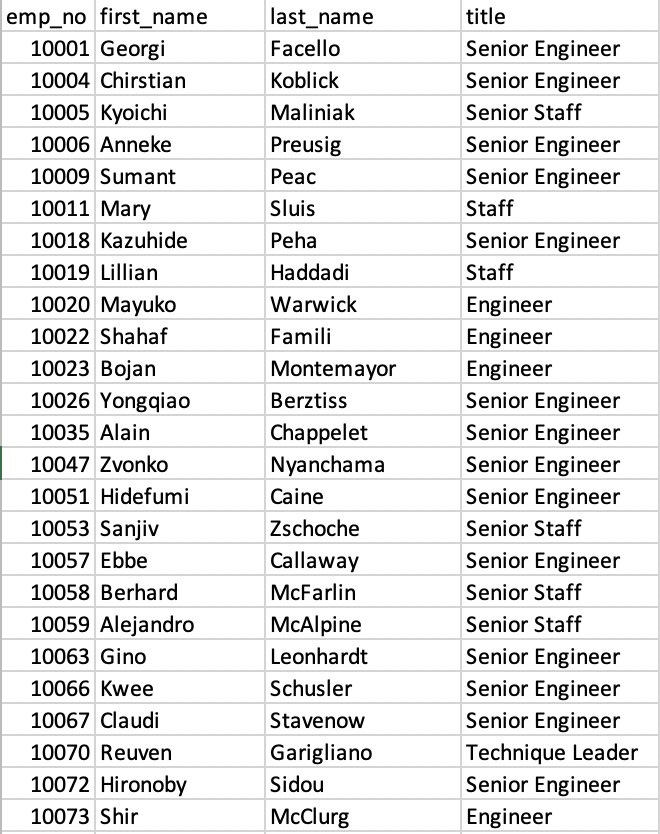 emp_no first_name last_name title
10001 Georgi Facello Senior Engineer
10004 Chirstian Koblick Senior Engineer
10005 Kyoichi Maliniak Senior Staff
10006 Anneke Preusig Senior Engineer
10009 Sumant Peac Senior Engineer
10011 Mary Sluis Staff
10018 Kazuhide Peha Senior Engineer
10019 Lillian Haddadi Staff
10020 Mayuko Warwick Engineer
10022 Shahaf Famili Engineer
10023 Bojan Montemayor Engineer
10026 Yongqiao Berztiss Senior Engineer
10035 Alain Chappelet Senior Engineer
10047 Zvonko Nyanchama Senior Engineer
10051 Hidefumi Caine Senior Engineer
10053 Sanjiv Zschoche Senior Staff
10057 Ebbe Callaway Senior Engineer
10058 Berhard McFarlin Senior Staff
10059 Alejandro McAlpine Senior Staff
10063 Gino Leonhardt Senior Engineer
10066 Kwee Schusler Senior Engineer
10067 Claudi Stavenow Senior Engineer
10070 Reuven Garigliano Technique Leader
10072 Hironoby Sidou Senior Engineer
10073 Shir McClurg Engineer